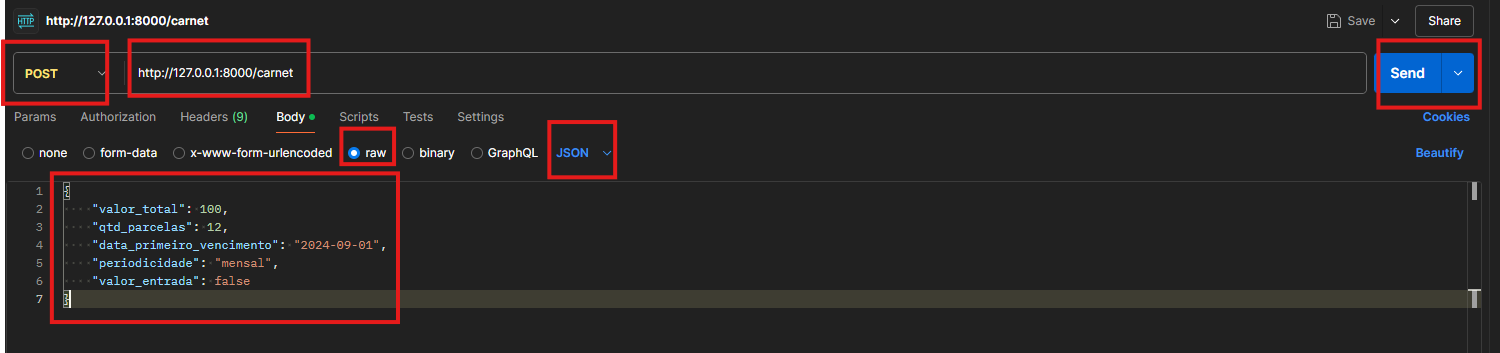 HTTP http://127.0.0.1:8000/carnet Save Share
POST http://127.0.0.1:8000/carnet Send
Params Authorization Headers (9) Body Scripts Tests Settings Cookies
none form-data x-www-form-urlencoded raw binary GraphQL JSON Beautify
1 {
2 "valor_total": 100,
3 "qtd_parcelas": 12,
4 "data_primeiro_vencimento": "2024-09-01",
5 "periodicidade": "mensal",
6 "valor_entrada": false
7 }